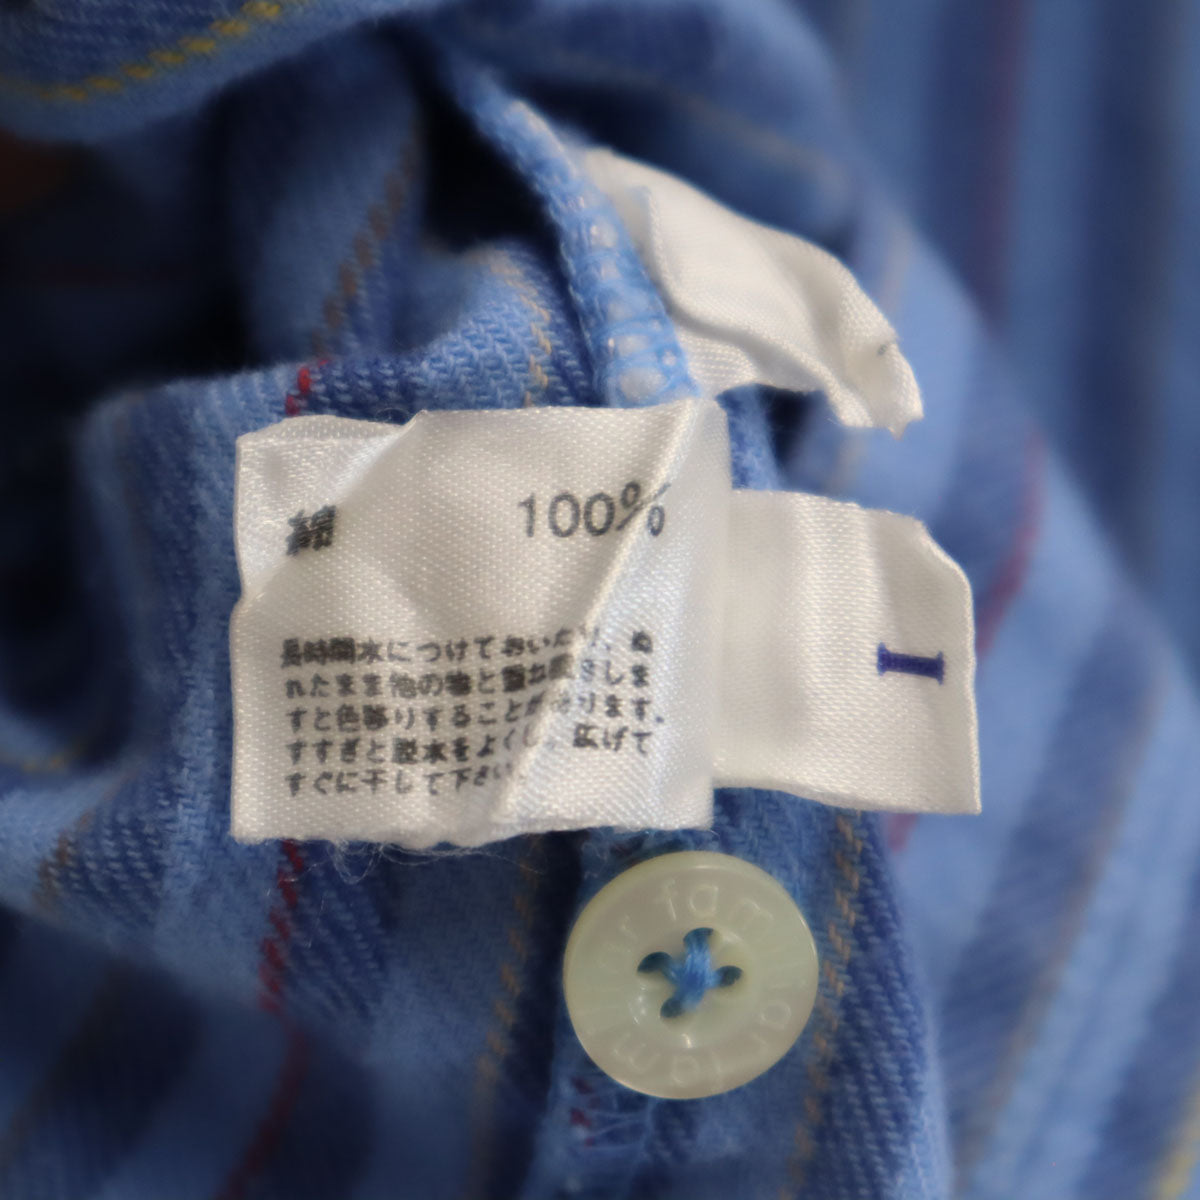 綿 100%
長時間水につけておいたり、ぬ
れたまま他の物と重ね置きしま
すと色移りすることがあります。
すすぎと脱水をよくし、広げて
すぐに干して下さい。
I
familiar familiar